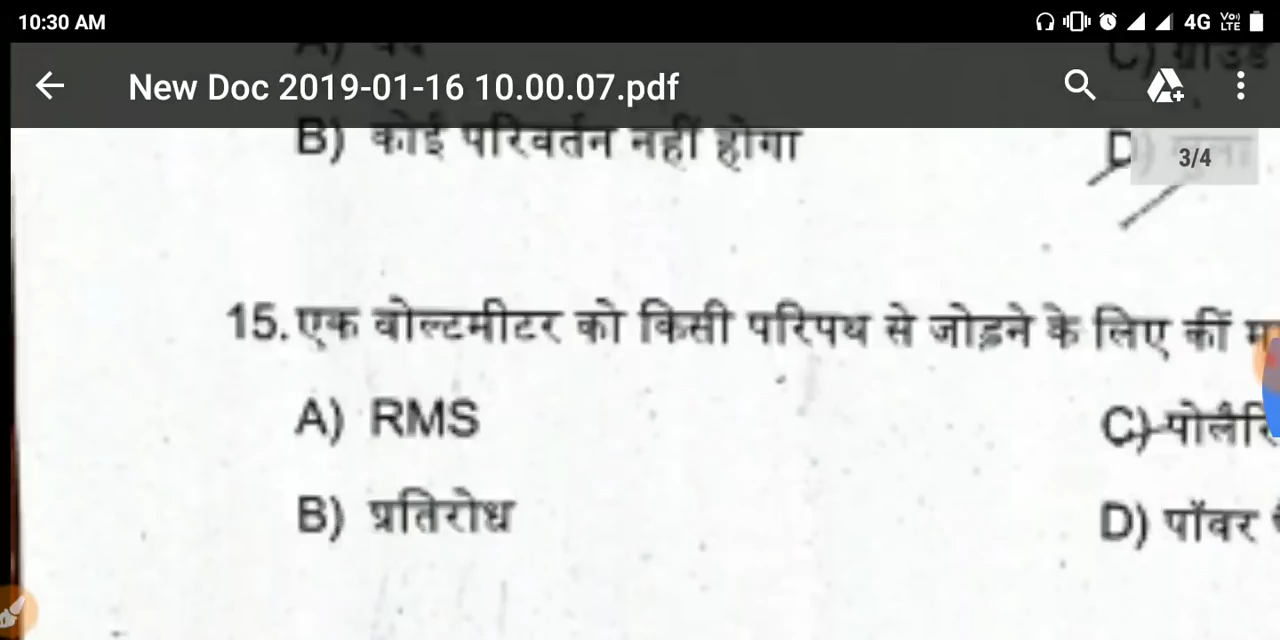 10:30 AM 4G VoLTE
New Doc 2019-01-16 10.00.07.pdf
B) कोई परिवर्तन नहीं होगा D)
3/4
15. एक वोल्टमीटर को किसी परिपथ से जोड़ने के लिए कीं
A) RMS C)
B) प्रतिरोध D) पॉवर